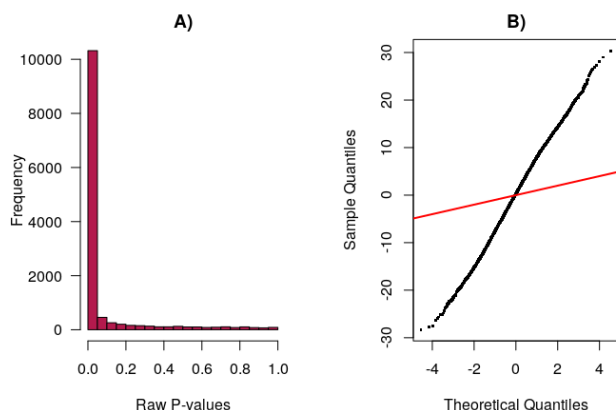 A)
Frequency
10000
8000
6000
4000
2000
0
0.0 0.2 0.4 0.6 0.8 1.0
Raw P-values
B)
Sample Quantiles
30
20
10
0
-10
-20
-30
-4 -2 0 2 4
Theoretical Quantiles